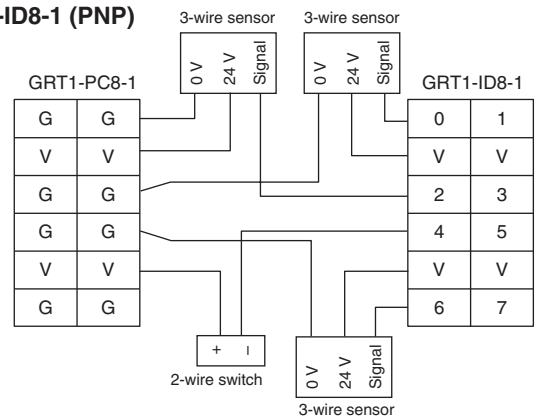 -ID8-1 (PNP)
3-wire sensor 3-wire sensor
0 V 24 V Signal 0 V 24 V Signal
GRT1-PC8-1 GRT1-ID8-1
G G 0 1
V V V V
G G 2 3
G G 4 5
V V V V
G G 6 7
+ –
2-wire switch
0 V 24 V Signal
3-wire sensor